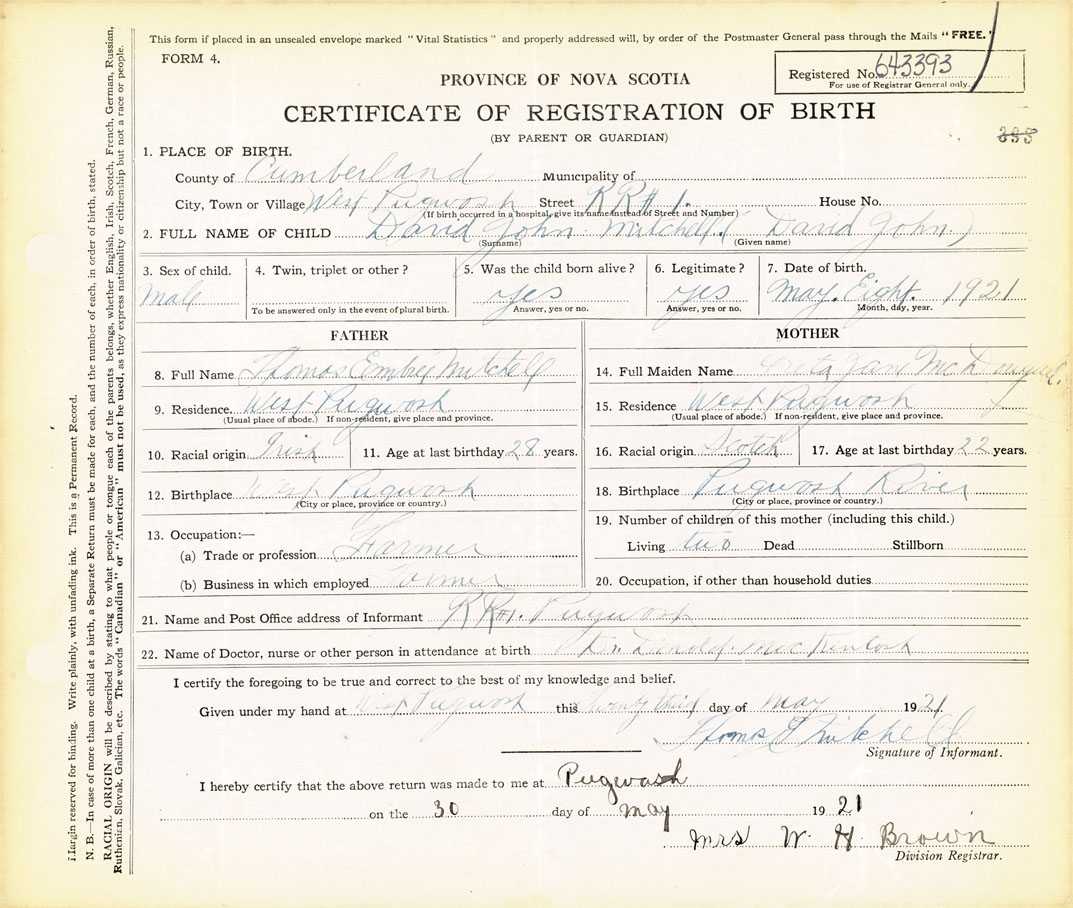 This form if placed in an unsealed envelope marked "Vital Statistics" and properly addressed will, by order of the Postmaster General pass through the Mails "FREE."
FORM 4.
Registered No. 643393
For use of Registrar General only.
PROVINCE OF NOVA SCOTIA
CERTIFICATE OF REGISTRATION OF BIRTH
(BY PARENT OR GUARDIAN)
1. PLACE OF BIRTH.
County of Cumberland Municipality of
City, Town or Village West Pugwosh Street RR# 1. House No.
(If birth occurred in a hospital, give its name instead of Street and Number)
2. FULL NAME OF CHILD David John Mitchell ( David John )
(Surname) (Given name)
3. Sex of child. 4. Twin, triplet or other? 5. Was the child born alive? 6. Legitimate? 7. Date of birth.
Male yes yes May. Eight. 1921
To be answered only in the event of plural birth. Answer, yes or no. Answer, yes or no. Month, day, year.
FATHER
8. Full Name Thomas Embree Mitchell
9. Residence. West Pugwosh
(Usual place of abode.) If non-resident, give place and province.
10. Racial origin Irish 11. Age at last birthday 28 years.
12. Birthplace West Pugwosh
(City or place, province or country.)
13. Occupation:—
(a) Trade or profession Farmer
(b) Business in which employed Farmer
MOTHER
14. Full Maiden Name Jane
15. Residence West Pugwosh
(Usual place of abode.) If non-resident, give place and province.
16. Racial origin Scotch 17. Age at last birthday 22 years.
18. Birthplace Pugwosh River
(City or place, province or country.)
19. Number of children of this mother (including this child.)
Living two Dead Stillborn
20. Occupation, if other than household duties
21. Name and Post Office address of Informant RR#1. Pugwosh
22. Name of Doctor, nurse or other person in attendance at birth Dr. Donald. McKintosh
I certify the foregoing to be true and correct to the best of my knowledge and belief.
Given under my hand at West Pugwosh this twenty third day of May 1921
Thomas E Mitchell
Signature of Informant.
I hereby certify that the above return was made to me at Pugwash
on the 30 day of May 1921
Mrs W. H. Brown
Division Registrar.
Margin reserved for binding. Write plainly, with unfading ink. This is a Permanent Record.
N. B.—In case of more than one child at a birth, a Separate Return must be made for each, and the number of each, in order of birth, stated.
RACIAL ORIGIN will be described by stating to what people or tongue each of the parents belongs, whether English, Irish, Scotch, French, German, Russian,
Ruthenian, Slovak, Galician, etc. The words "Canadian" or "American" must not be used, as they express nationality or citizenship but not a race or people.